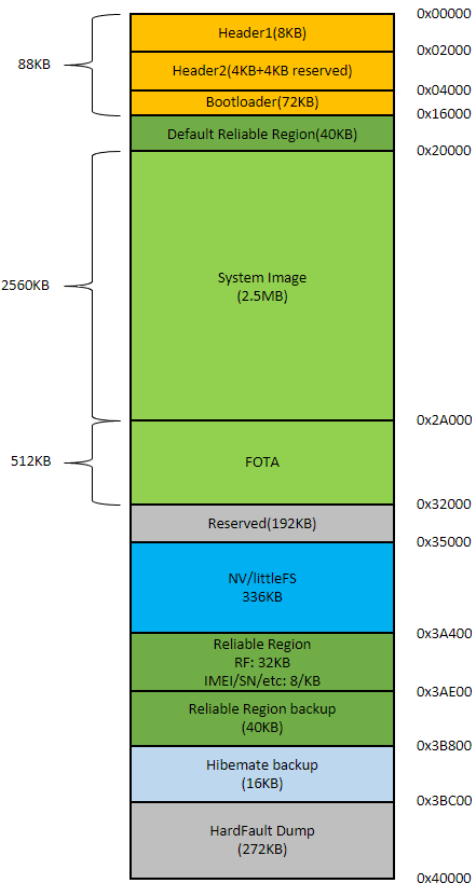 0x00000
Header1(8KB)
0x02000
88KB
Header2(4KB+4KB reserved)
0x04000
Bootloader(72KB)
0x16000
Default Reliable Region(40KB)
0x20000
System Image
(2.5MB)
2560KB
0x2A000
FOTA
512KB
0x32000
Reserved(192KB)
0x35000
NV/littleFS
336KB
0x3A400
Reliable Region
RF: 32KB
IMEI/SN/etc: 8/KB
0x3AE00
Reliable Region backup
(40KB)
0x3B800
Hibemate backup
(16KB)
0x3BC00
HardFault Dump
(272KB)
0x40000